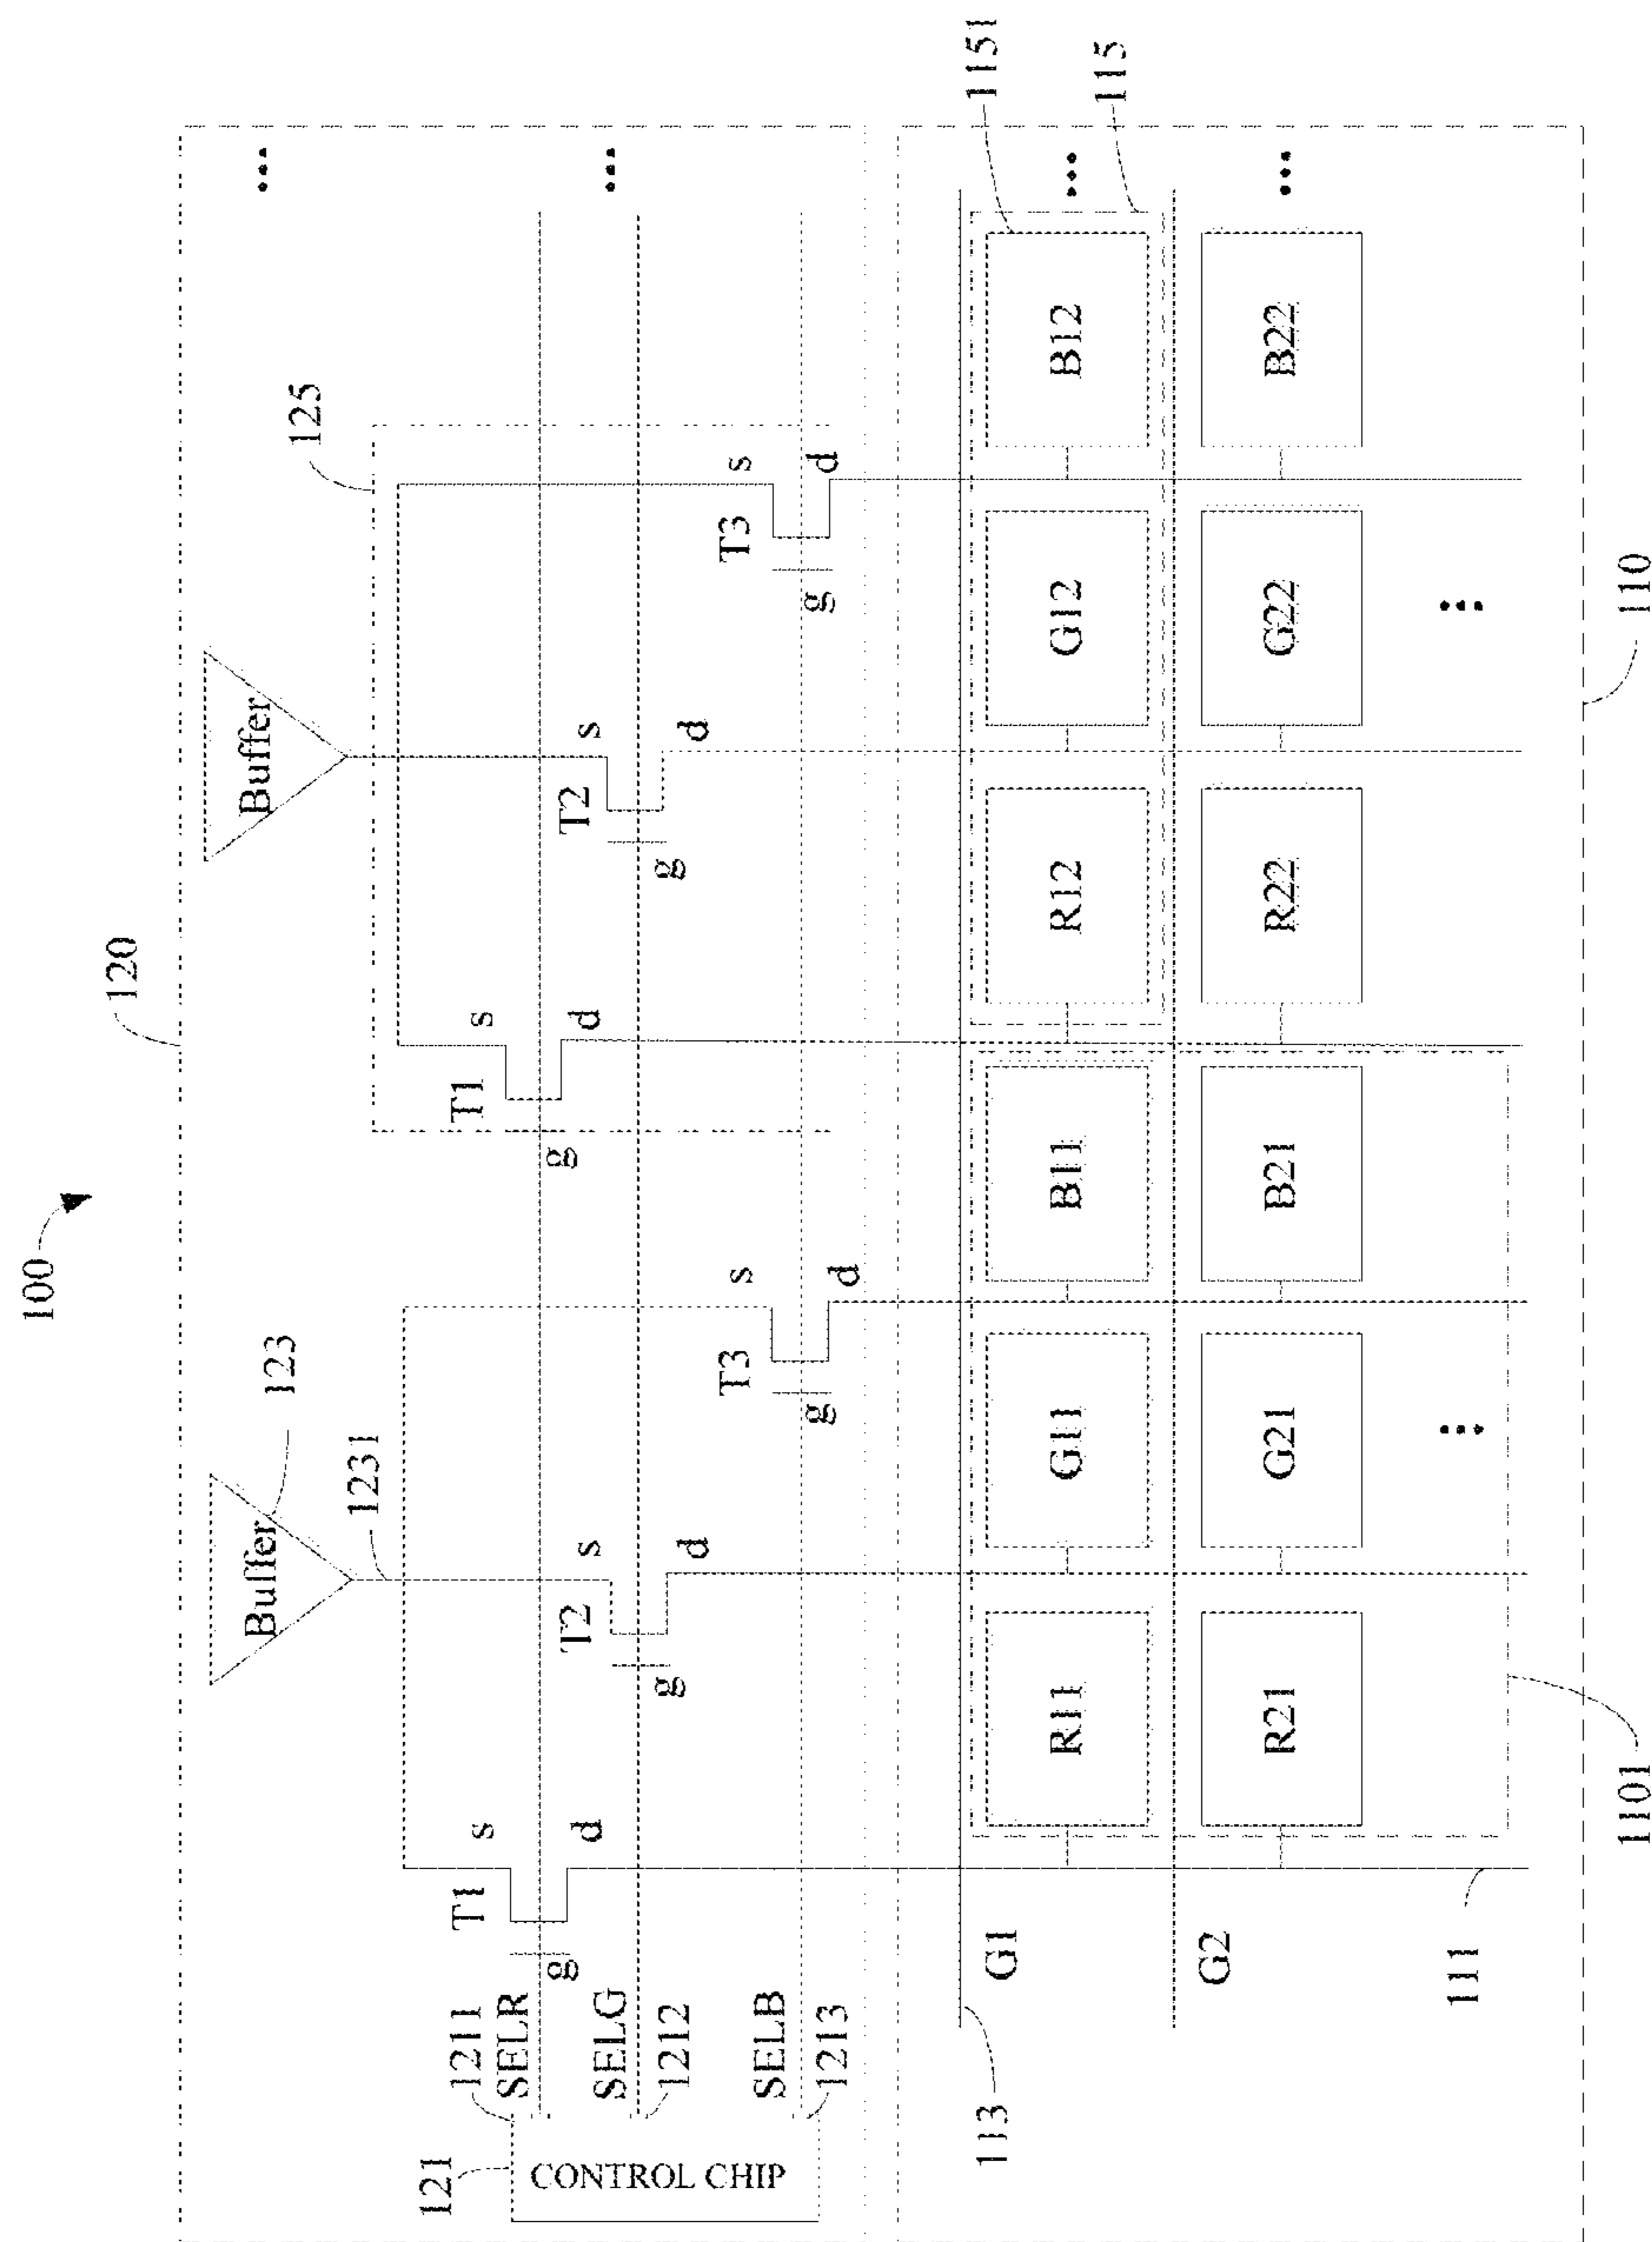 100
120
Buffer
123
Buffer
1231
125
...
121
CONTROL CHIP
1211
SELR
SELG
1212
SELB
1213
T1
s
d
g
T2
s
d
g
T3
s
d
g
T1
s
d
g
T2
s
d
g
T3
s
d
g
...
113
G1
R11
G11
B11
R12
G12
B12
...
1151
115
G2
R21
G21
B21
R22
G22
B22
...
111
...
...
1101
110